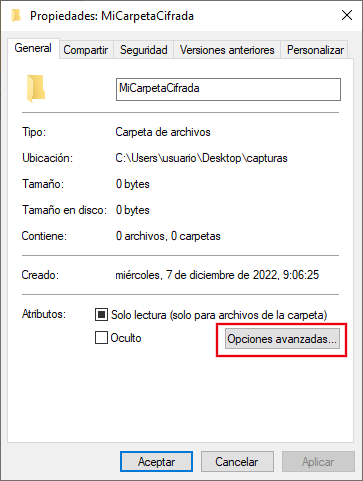 Propiedades: MiCarpetaCifrada
General Compartir Seguridad Versiones anteriores Personalizar
MiCarpetaCifrada
Tipo: Carpeta de archivos
Ubicación: C:\Users\usuario\Desktop\capturas
Tamaño: 0 bytes
Tamaño en disco: 0 bytes
Contiene: 0 archivos, 0 carpetas
Creado: miércoles, 7 de diciembre de 2022, 9:06:25
Atributos: Solo lectura (solo para archivos de la carpeta)
Oculto Opciones avanzadas...
Aceptar Cancelar Aplicar